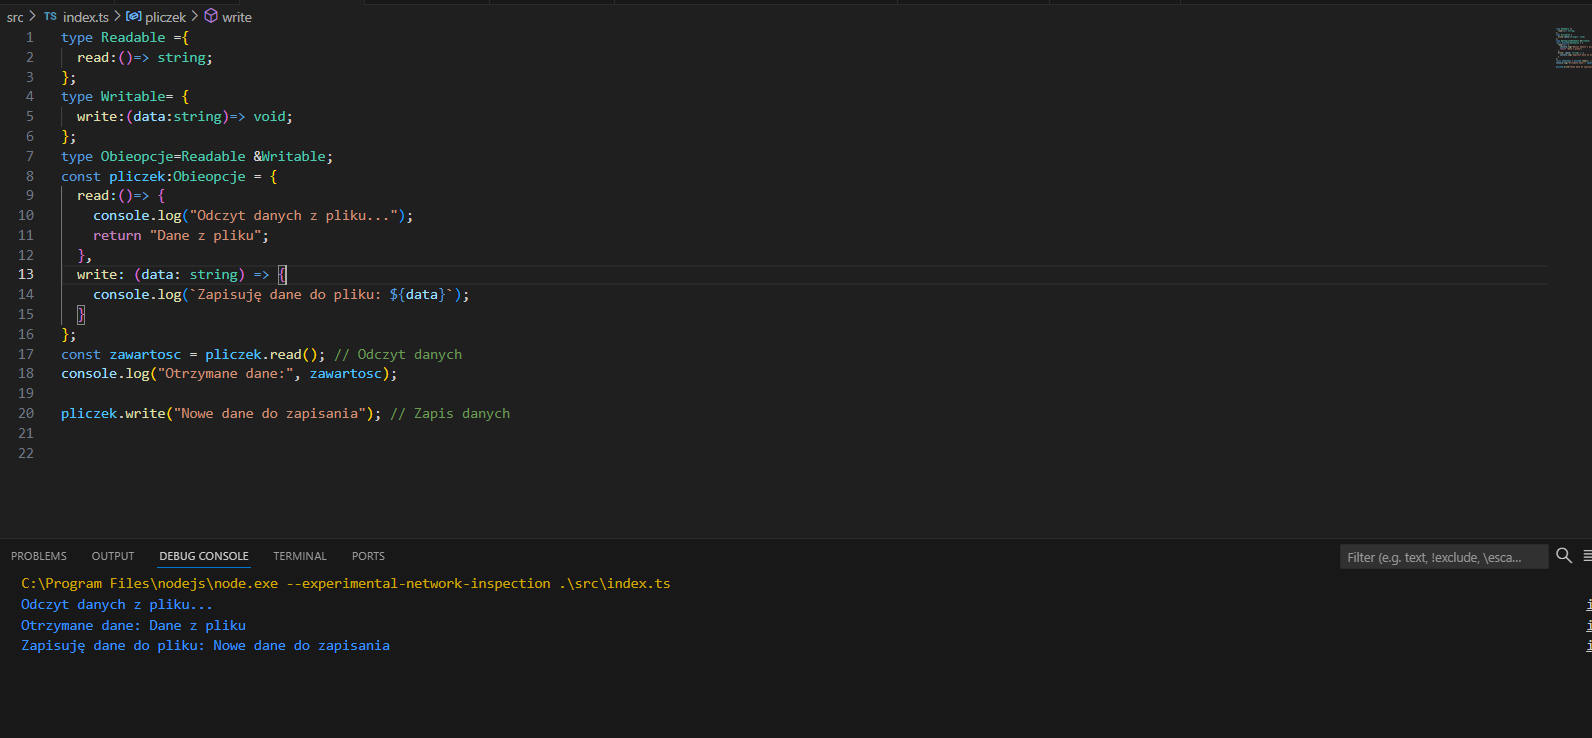 src > TS index.ts > pliczek > write
1 type Readable ={
2 read:()=> string;
3 };
4 type Writable= {
5 write:(data:string)=> void;
6 };
7 type Obieopcje=Readable &Writable;
8 const pliczek:Obieopcje = {
9 read:()=> {
10 console.log("Odczyt danych z pliku...");
11 return "Dane z pliku";
12 },
13 write: (data: string) => {
14 console.log(`Zapisuję dane do pliku: ${data}`);
15 }
16 };
17 const zawartosc = pliczek.read(); // Odczyt danych
18 console.log("Otrzymane dane:", zawartosc);
19
20 pliczek.write("Nowe dane do zapisania"); // Zapis danych
21
22
PROBLEMS OUTPUT DEBUG CONSOLE TERMINAL PORTS Filter (e.g. text, !exclude, \esca...
C:\Program Files\nodejs\node.exe --experimental-network-inspection .\src\index.ts
Odczyt danych z pliku...
Otrzymane dane: Dane z pliku
Zapisuję dane do pliku: Nowe dane do zapisania